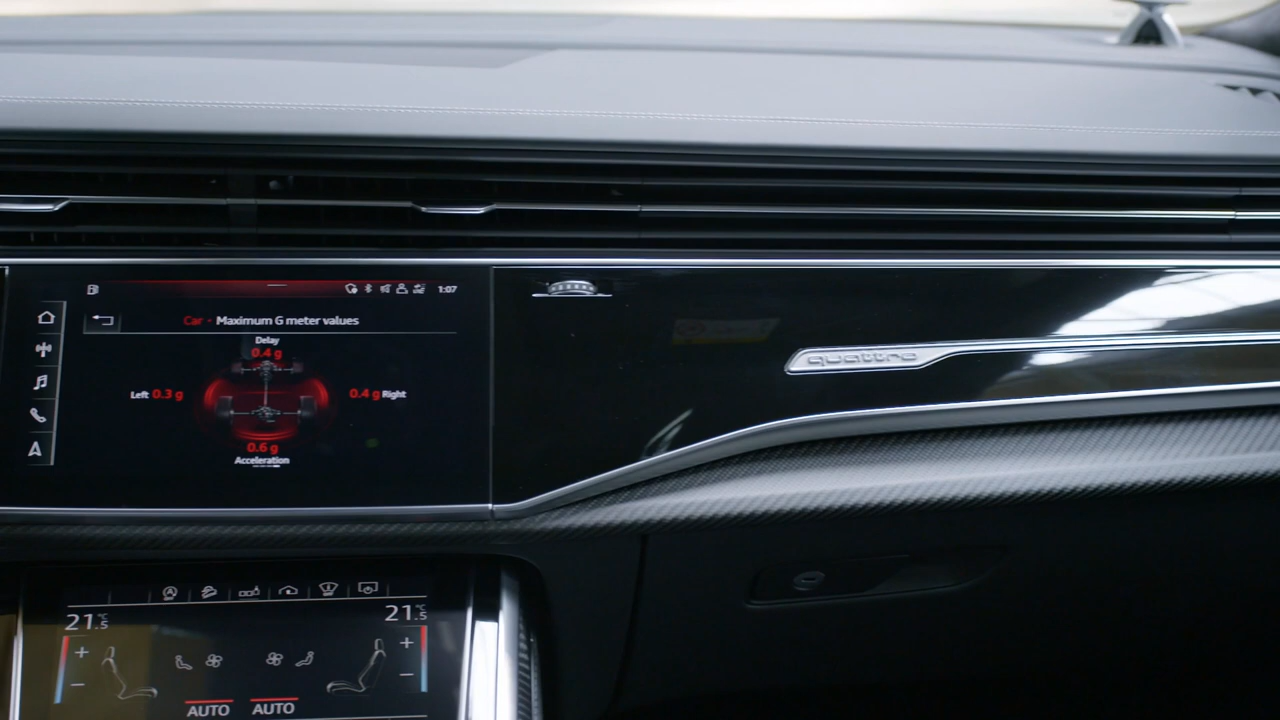 1:07
Car · Maximum G meter values
Delay
0.4 g
Left 0.3 g
0.4 g Right
0.6 g
Acceleration
quattro
21.5 °C
21.5 °C
AUTO
AUTO